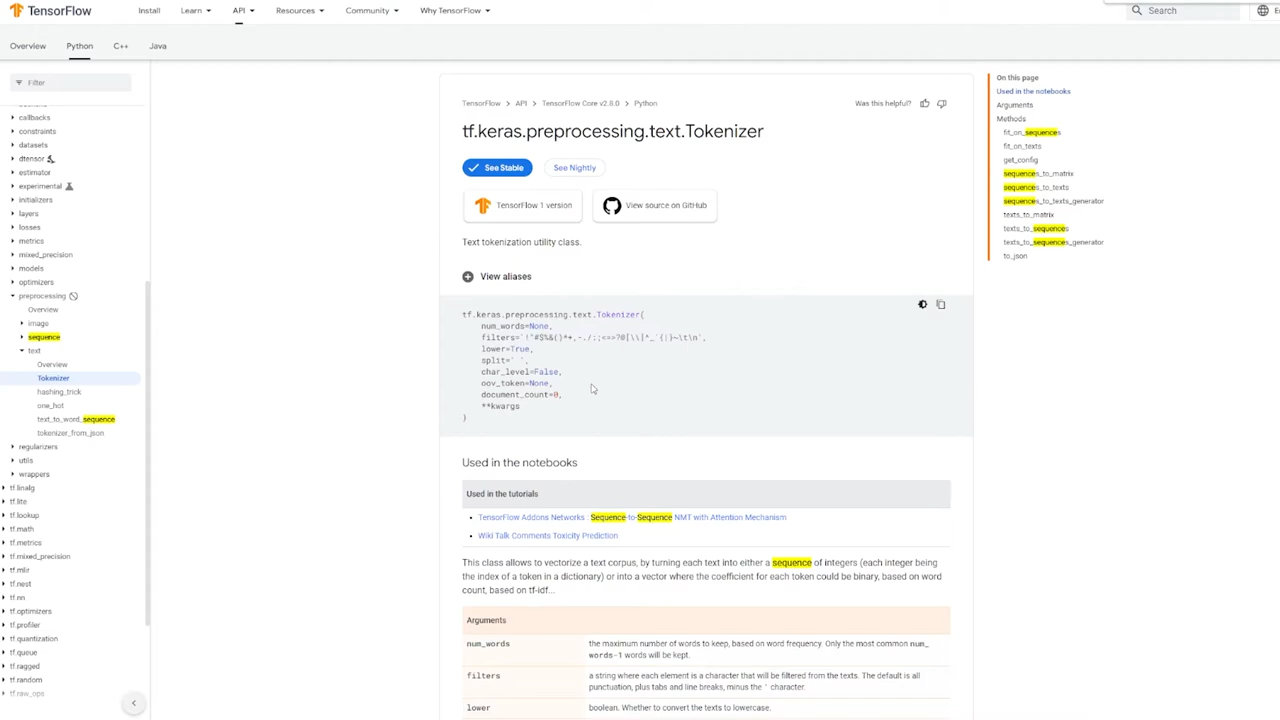 TensorFlow
Install
Learn
API
Resources
Community
Why TensorFlow
Search
Overview
Python
C++
Java
Filter
callbacks
constraints
datasets
dtensor
estimator
experimental
initializers
layers
losses
metrics
mixed_precision
models
optimizers
preprocessing
Overview
image
sequence
text
Overview
Tokenizer
hashing_trick
one_hot
text_to_word_sequence
tokenizer_from_json
regularizers
utils
wrappers
tf.linalg
tf.lite
tf.lookup
tf.math
tf.metrics
tf.mixed_precision
tf.mlir
tf.nest
tf.nn
tf.optimizers
tf.profiler
tf.quantization
tf.queue
tf.ragged
tf.random
tf.raw_ops
TensorFlow > API > TensorFlow Core v2.8.0 > Python
Was this helpful?
tf.keras.preprocessing.text.Tokenizer
See Stable
See Nightly
TensorFlow 1 version
View source on GitHub
Text tokenization utility class.
View aliases
tf.keras.preprocessing.text.Tokenizer(
num_words=None,
filters='!"#$%&()*+,-./:;<=>?@[\\]^_`{|}~\t\n',
lower=True,
split=' ',
char_level=False,
oov_token=None,
document_count=0,
**kwargs
)
Used in the notebooks
Used in the tutorials
TensorFlow Addons Networks : Sequence-to-Sequence NMT with Attention Mechanism
Wiki Talk Comments Toxicity Prediction
This class allows to vectorize a text corpus, by turning each text into either a sequence of integers (each integer being
the index of a token in a dictionary) or into a vector where the coefficient for each token could be binary, based on word
count, based on tf-idf...
Arguments
num_words
the maximum number of words to keep, based on word frequency. Only the most common num_
words-1 words will be kept.
filters
a string where each element is a character that will be filtered from the texts. The default is all
punctuation, plus tabs and line breaks, minus the ' character.
lower
boolean. Whether to convert the texts to lowercase.
On this page
Used in the notebooks
Arguments
Methods
fit_on_sequences
fit_on_texts
get_config
sequences_to_matrix
sequences_to_texts
sequences_to_texts_generator
texts_to_matrix
texts_to_sequences
texts_to_sequences_generator
to_json